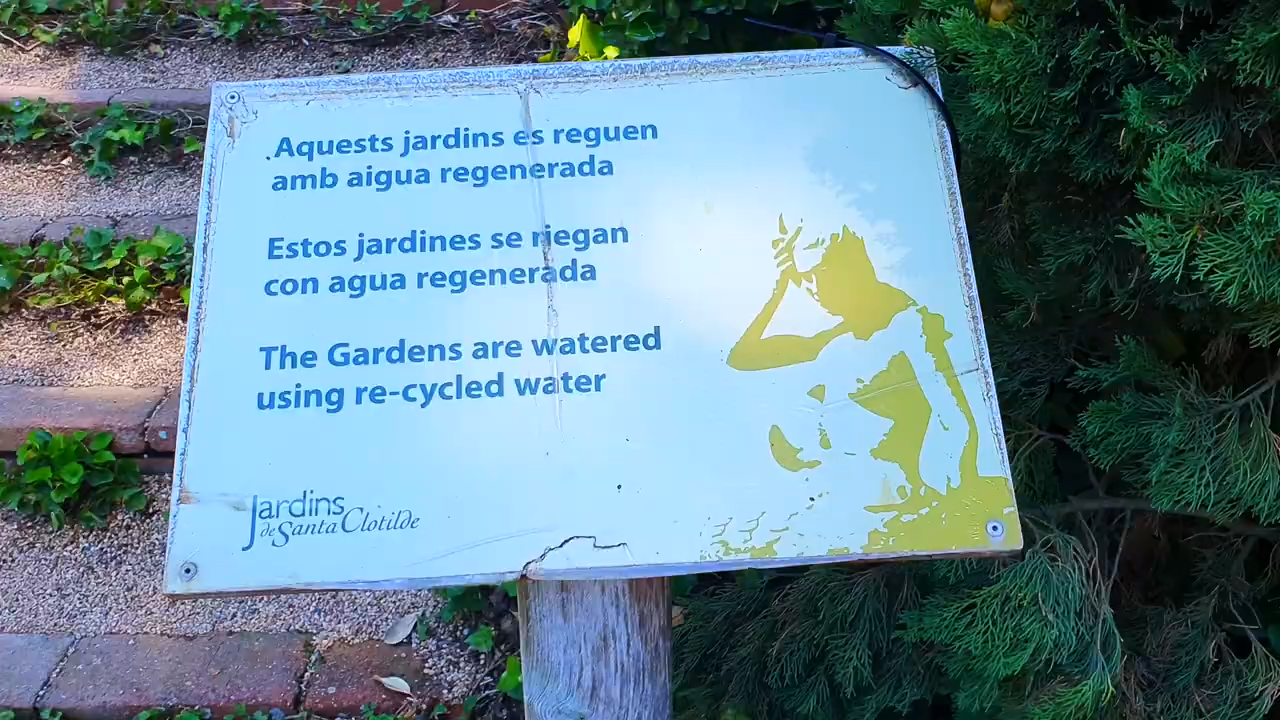 Aquests jardins es reguen
amb aigua regenerada
Estos jardines se riegan
con agua regenerada
The Gardens are watered
using re-cycled water
Jardins
de Santa Clotilde